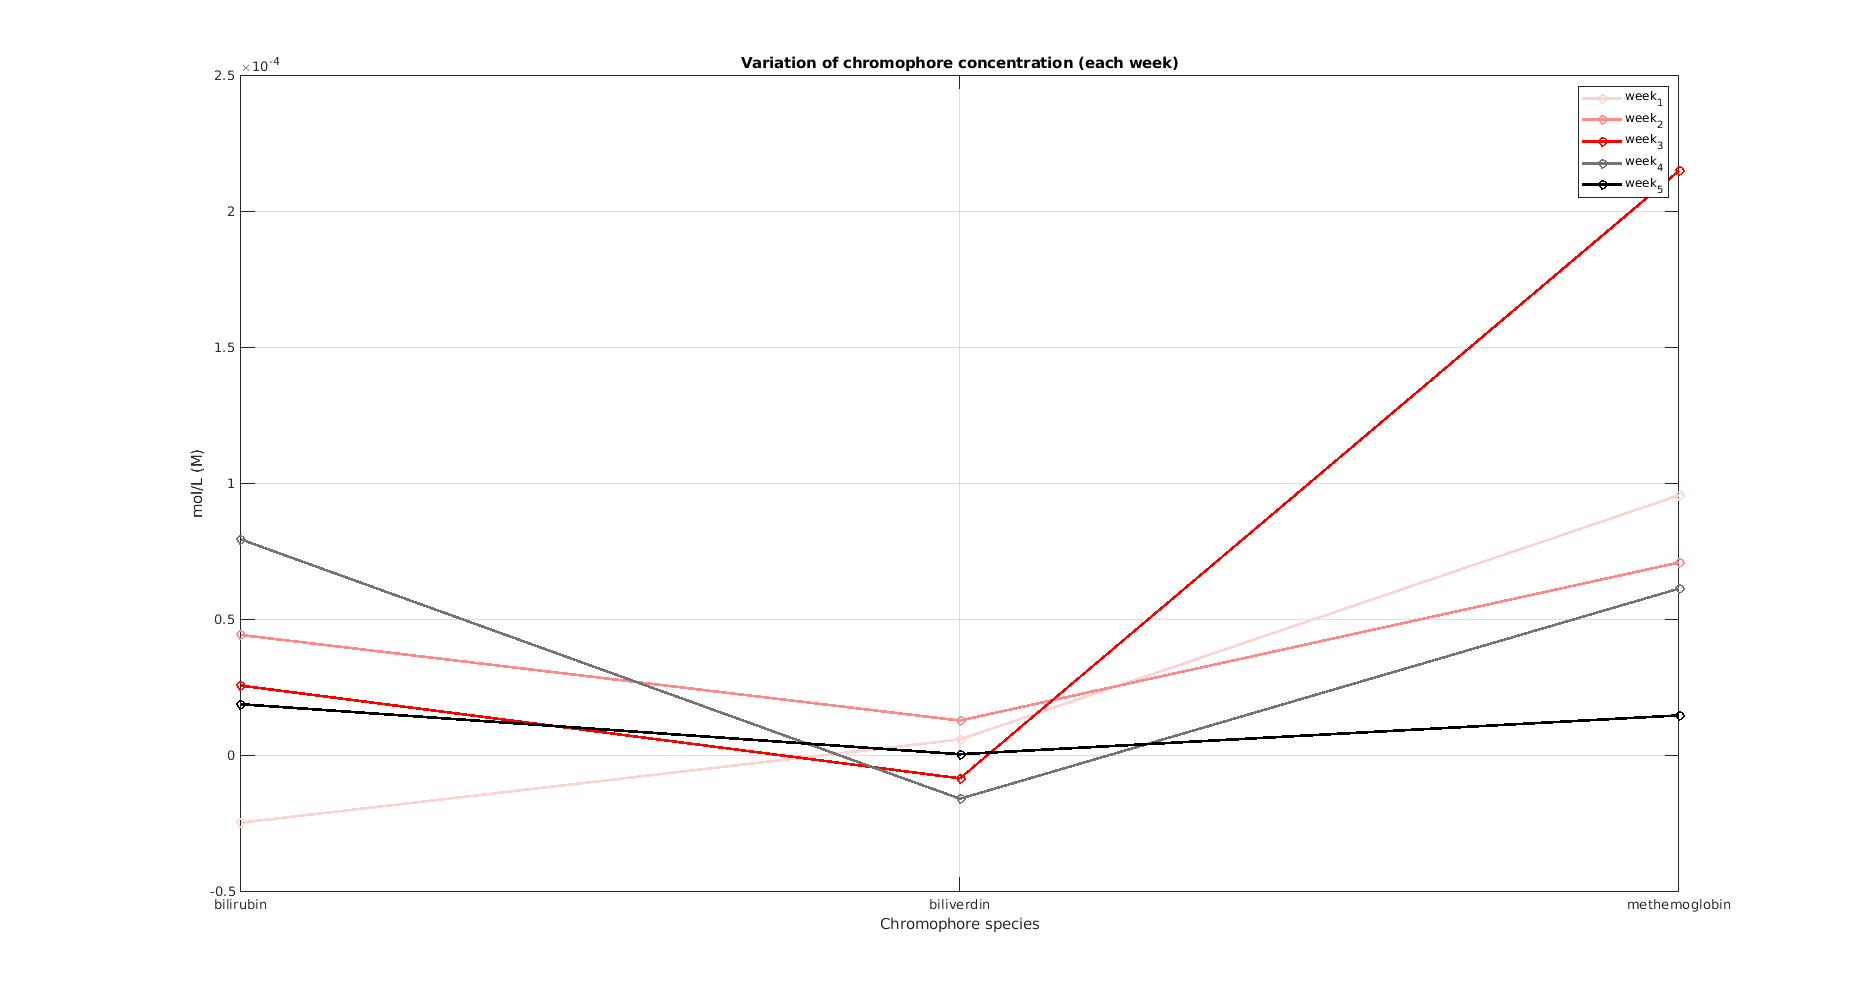 Variation of chromophore concentration (each week)
×10-4
2.5
2
1.5
1
0.5
0
-0.5
mol/L (M)
bilirubin
biliverdin
methemoglobin
Chromophore species
week1
week2
week3
week4
week5